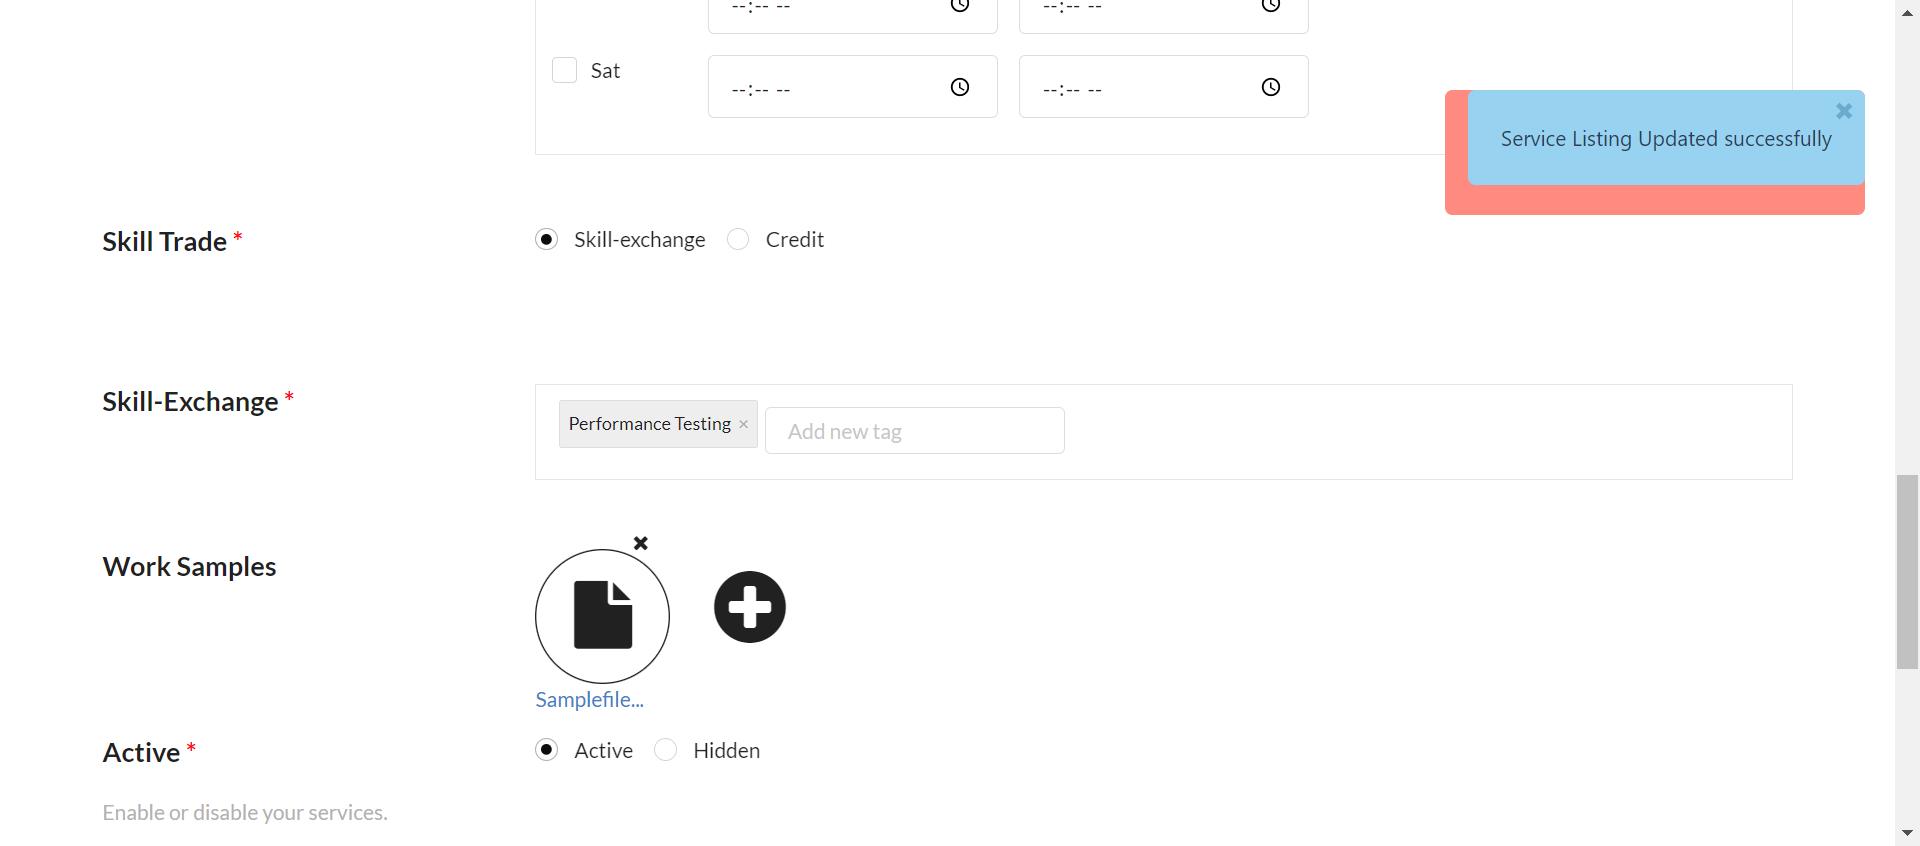 --:-- -- --:-- --
Sat --:-- -- --:-- --
Service Listing Updated successfully
Skill Trade * Skill-exchange Credit
Skill-Exchange * Performance Testing × Add new tag
Work Samples
Samplefile...
Active * Active Hidden
Enable or disable your services.